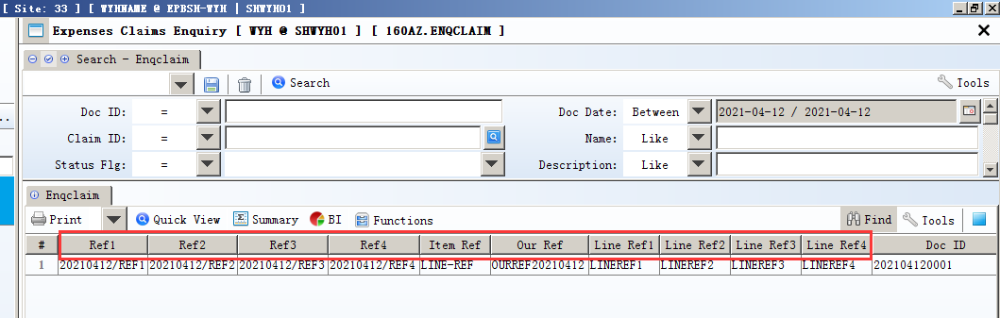 [ Site: 33 ] [ WYHNAME @ EPBSH-WYH | SHWYH01 ]
Expenses Claims Enquiry [ WYH @ SHWYH01 ] [ 160AZ.ENQCLAIM ]
Search - Enqclaim
Search Tools
Doc ID: = Doc Date: Between 2021-04-12 / 2021-04-12
Claim ID: = Name: Like
Status Flg: = Description: Like
Enqclaim
Print Quick View Summary BI Functions Find Tools
# Ref1 Ref2 Ref3 Ref4 Item Ref Our Ref Line Ref1 Line Ref2 Line Ref3 Line Ref4 Doc ID
1 20210412/REF1 20210412/REF2 20210412/REF3 20210412/REF4 LINE-REF OURREF20210412 LINEREF1 LINEREF2 LINEREF3 LINEREF4 202104120001